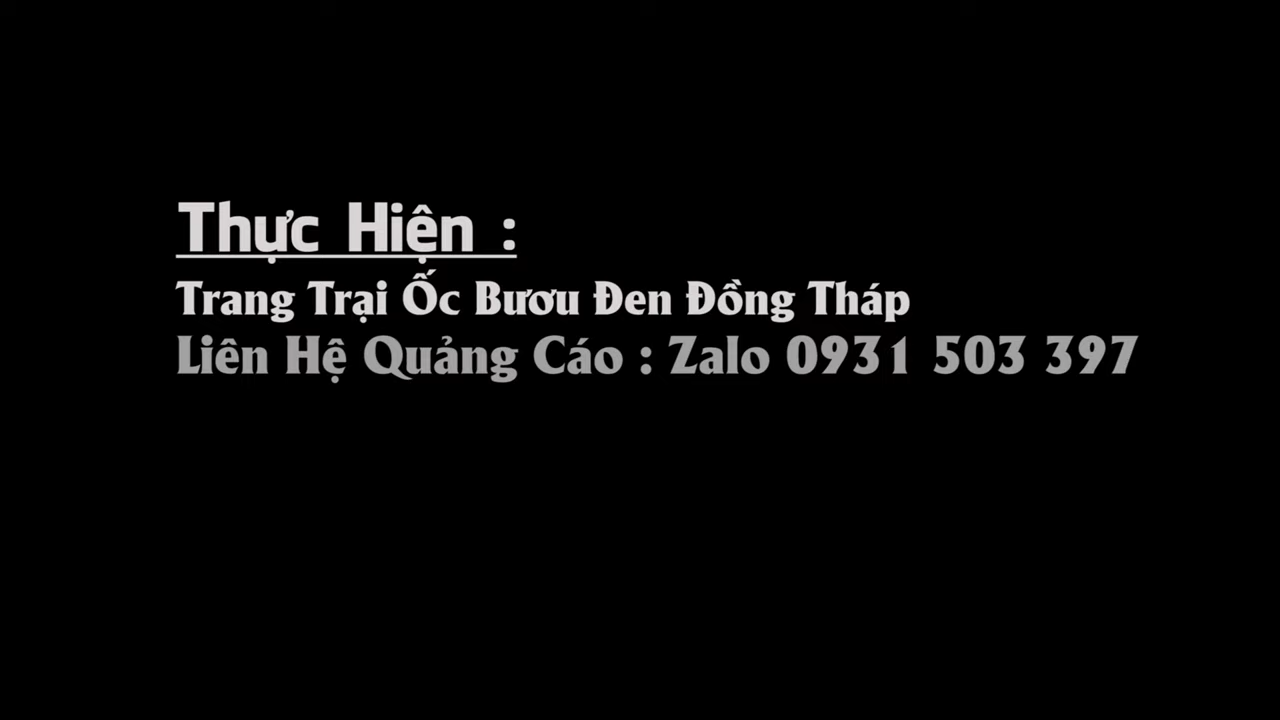 Thực Hiện :
Trang Trại Ốc Bươu Đen Đồng Tháp
Liên Hệ Quảng Cáo : Zalo 0931 503 397